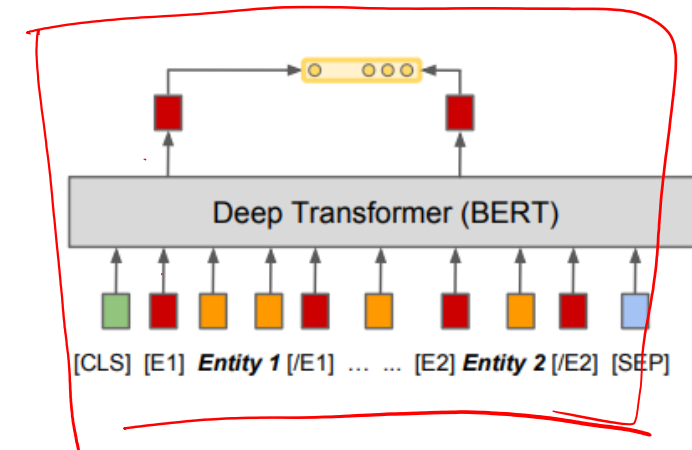 Deep Transformer (BERT)
[CLS] [E1] Entity 1 [/E1] … ... [E2] Entity 2 [/E2] [SEP]